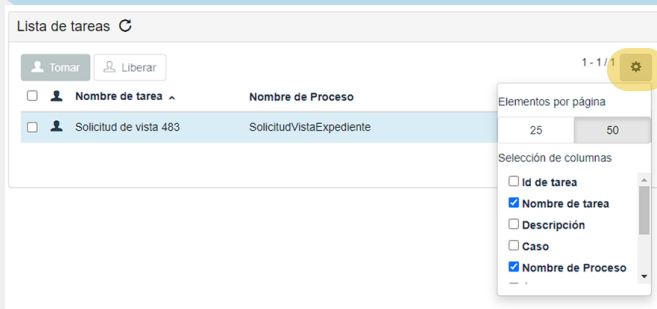 Lista de tareas
Tomar Liberar 1 - 1 / 1
Nombre de tarea Nombre de Proceso
Solicitud de vista 483 SolicitudVistaExpediente
Elementos por página
25 50
Selección de columnas
Id de tarea
Nombre de tarea
Descripción
Caso
Nombre de Proceso